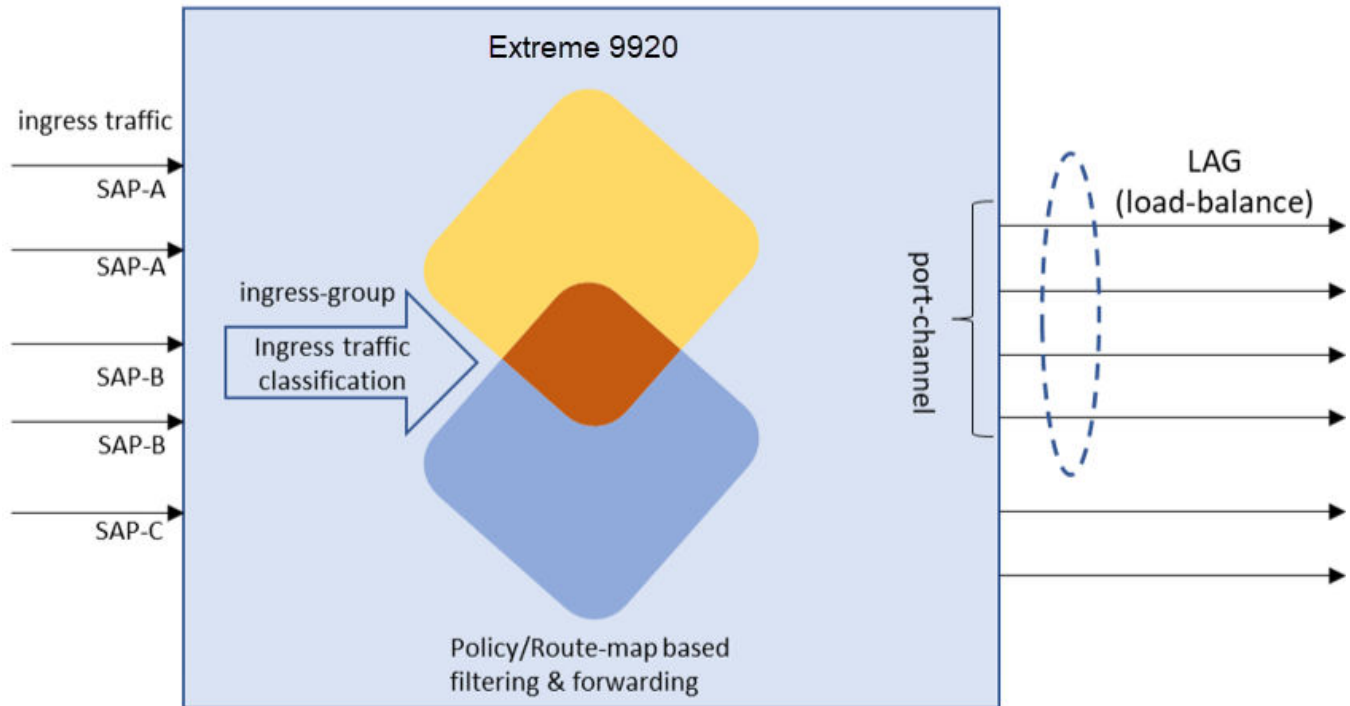 Extreme 9920
ingress traffic
SAP-A
SAP-A
SAP-B
SAP-B
SAP-C
ingress-group
Ingress traffic
classification
Policy/Route-map based
filtering & forwarding
port-channel
LAG
(load-balance)